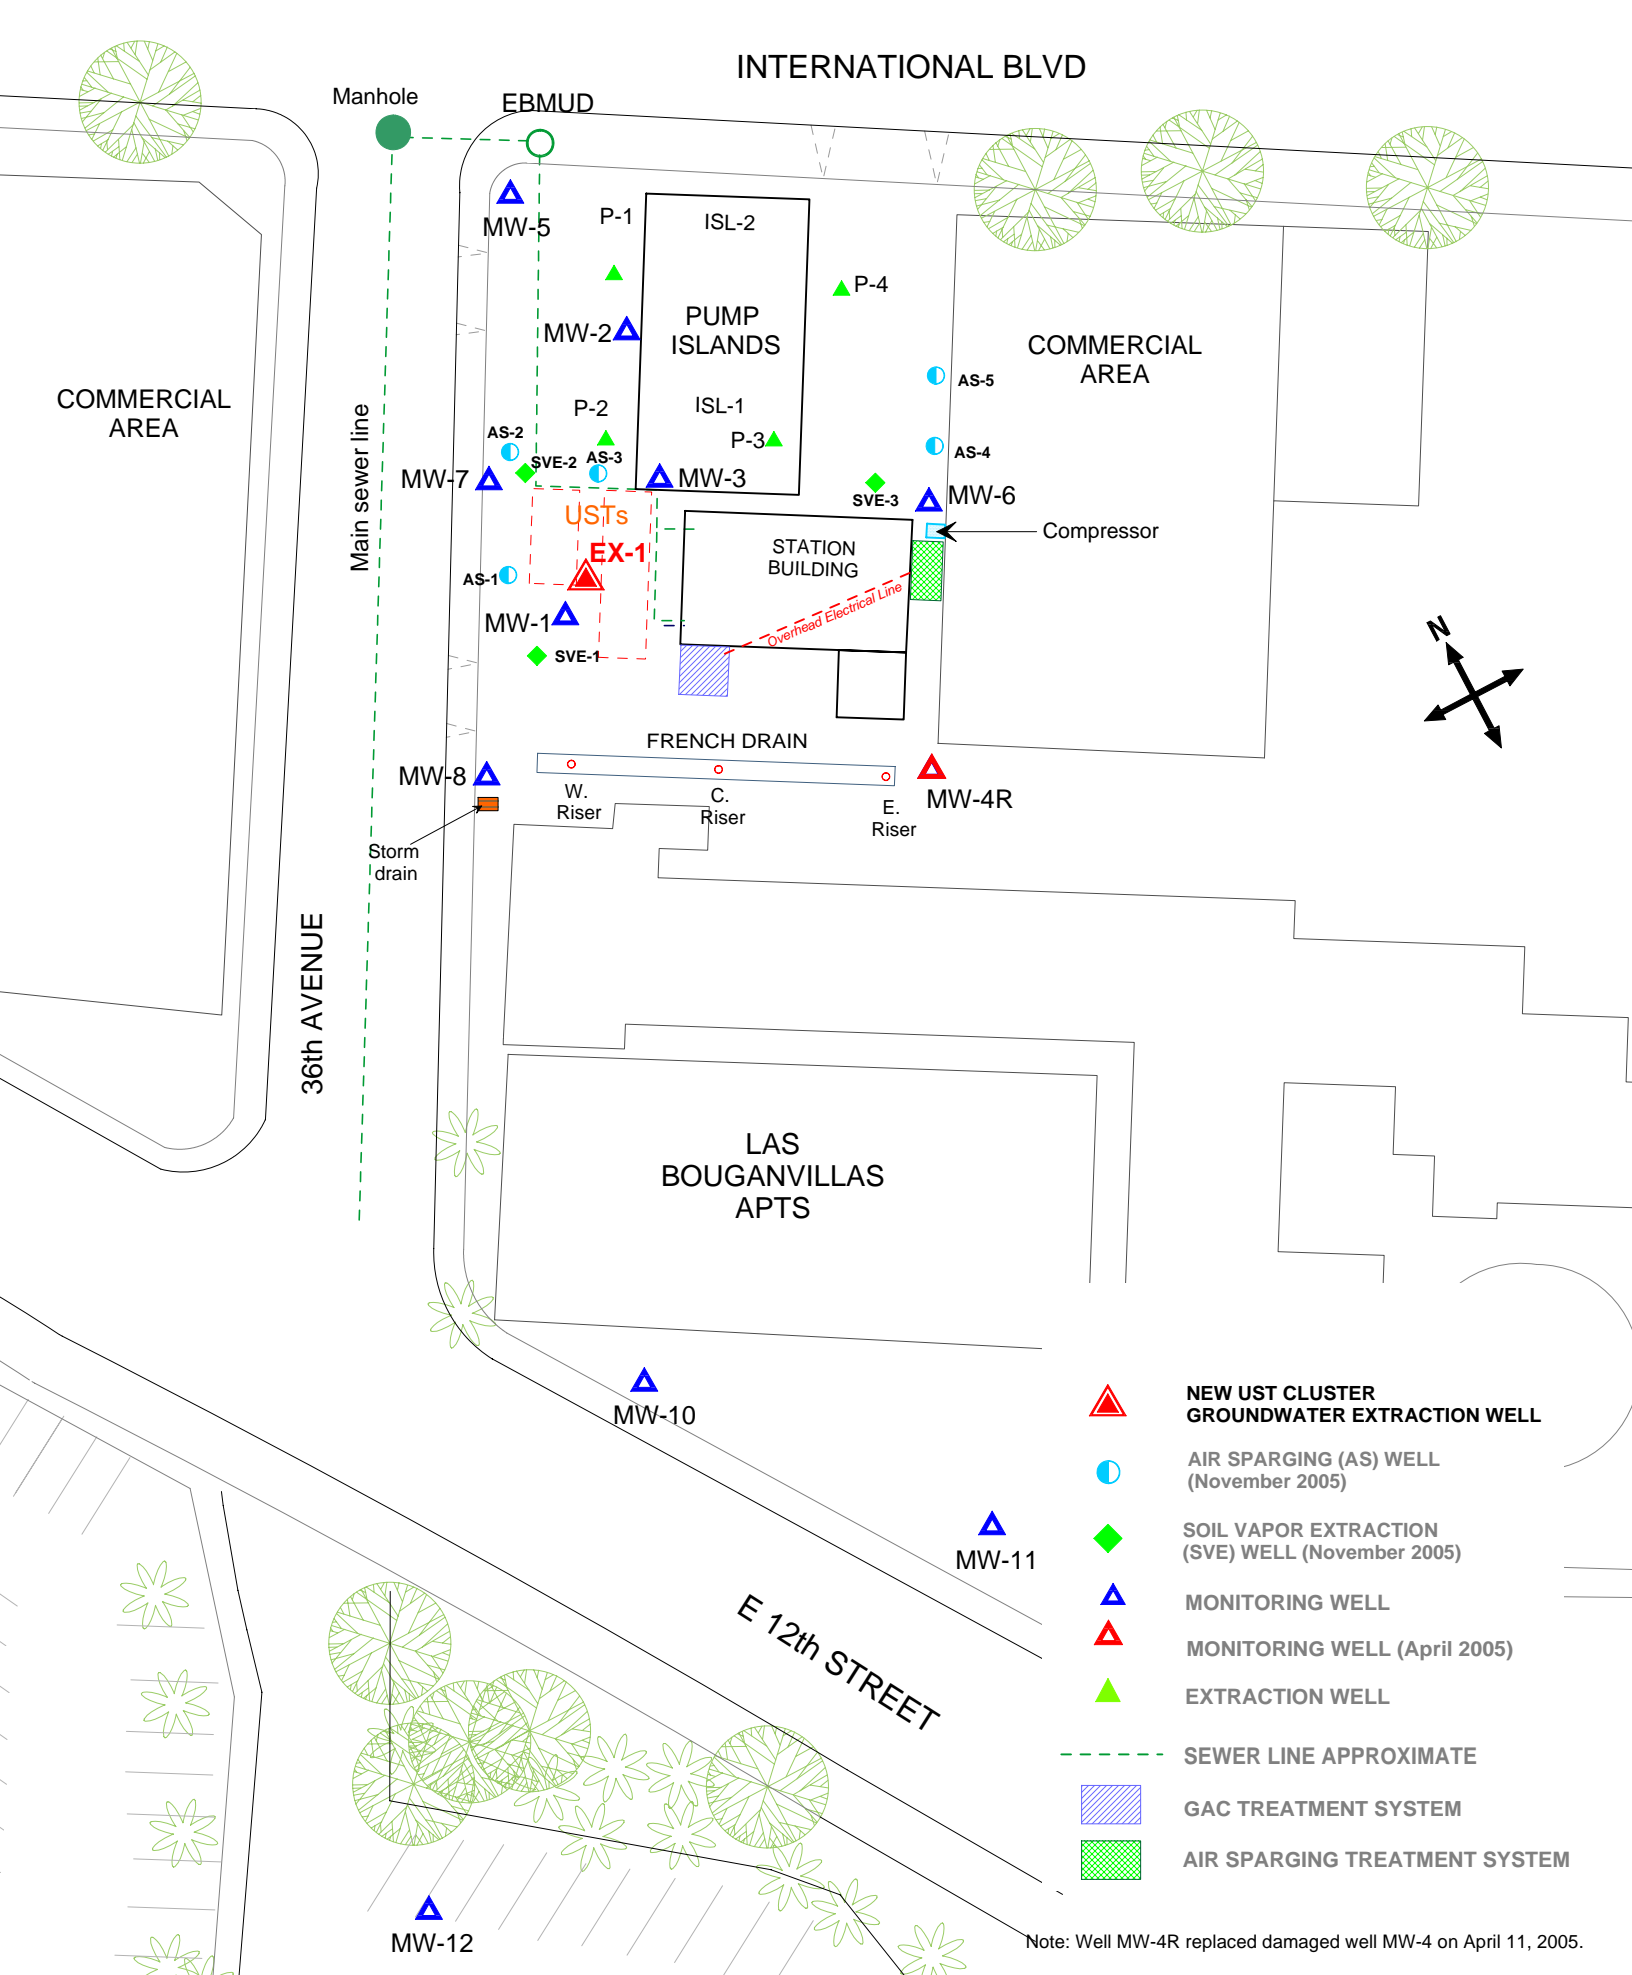 INTERNATIONAL BLVD
Manhole
EBMUD
MW-5
P-1
ISL-2
P-4
MW-2
PUMP
ISLANDS
COMMERCIAL
AREA
COMMERCIAL
AREA
AS-5
Main sewer line
P-2
ISL-1
P-3
AS-2
SVE-2
AS-3
AS-4
MW-7
MW-3
SVE-3
MW-6
USTs
EX-1
STATION
BUILDING
Compressor
AS-1
Overhead Electrical Line
MW-1
SVE-1
N
FRENCH DRAIN
MW-8
W.
Riser
C.
Riser
E.
Riser
MW-4R
Storm
drain
36th AVENUE
LAS
BOUGANVILLAS
APTS
MW-10
MW-11
E 12th STREET
MW-12
NEW UST CLUSTER
GROUNDWATER EXTRACTION WELL
AIR SPARGING (AS) WELL
(November 2005)
SOIL VAPOR EXTRACTION
(SVE) WELL (November 2005)
MONITORING WELL
MONITORING WELL (April 2005)
EXTRACTION WELL
SEWER LINE APPROXIMATE
GAC TREATMENT SYSTEM
AIR SPARGING TREATMENT SYSTEM
Note: Well MW-4R replaced damaged well MW-4 on April 11, 2005.